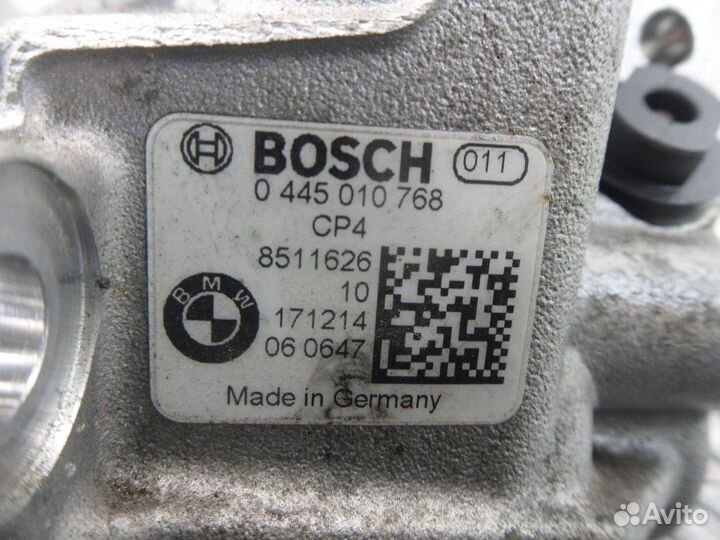 BOSCH 011
0 445 010 768
CP4
8511626
10
171214
06 0647
BMW
Made in Germany
Avito